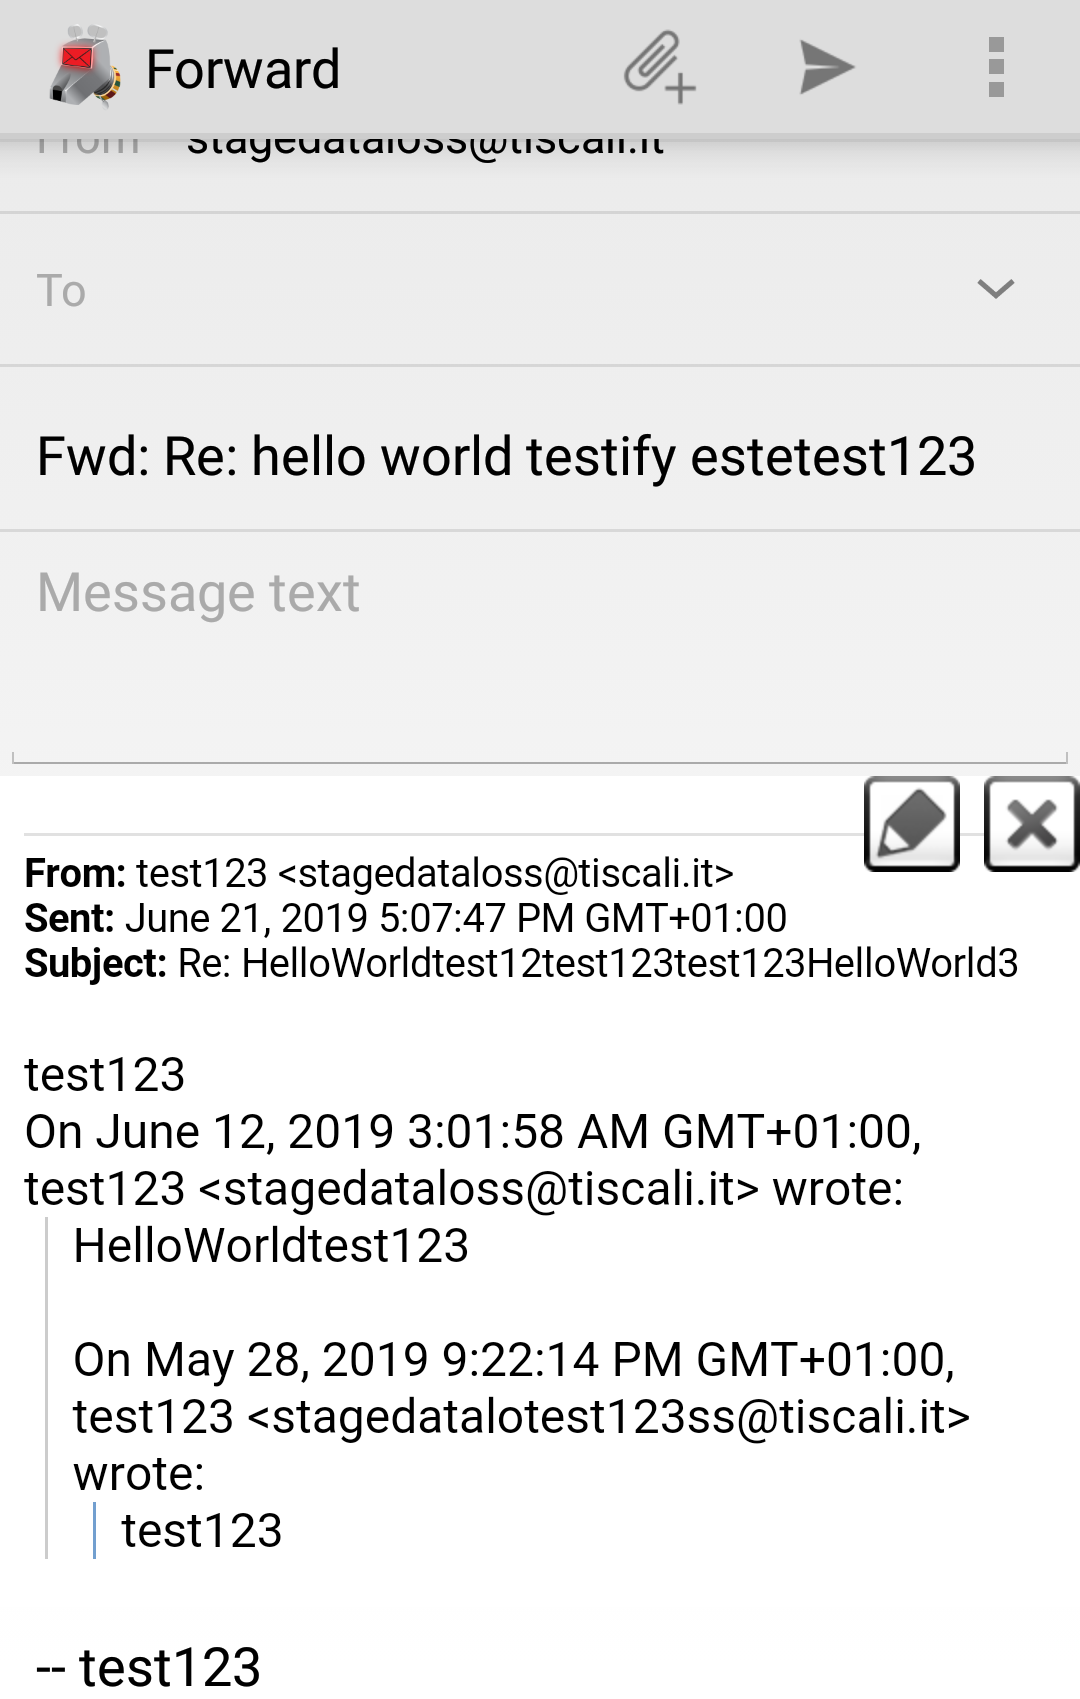 Forward
From stagedataloss@tiscali.it
To
Fwd: Re: hello world testify estetest123
Message text
From: test123 <stagedataloss@tiscali.it>
Sent: June 21, 2019 5:07:47 PM GMT+01:00
Subject: Re: HelloWorldtest12test123test123HelloWorld3
test123
On June 12, 2019 3:01:58 AM GMT+01:00,
test123 <stagedataloss@tiscali.it> wrote:
HelloWorldtest123
On May 28, 2019 9:22:14 PM GMT+01:00,
test123 <stagedatalotest123ss@tiscali.it>
wrote:
test123
-- test123